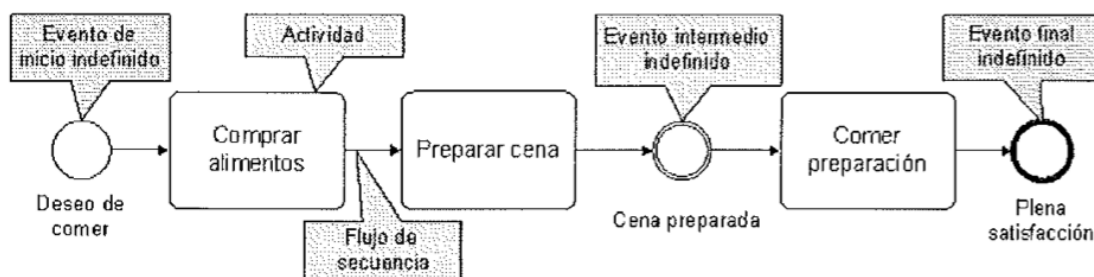 Evento de
inicio indefinido
Actividad
Evento intermedio
indefinido
Evento final
indefinido
Comprar
alimentos
Preparar cena
Comer
preparación
Deseo de
comer
Flujo de
secuencia
Cena preparada
Plena
satisfacción